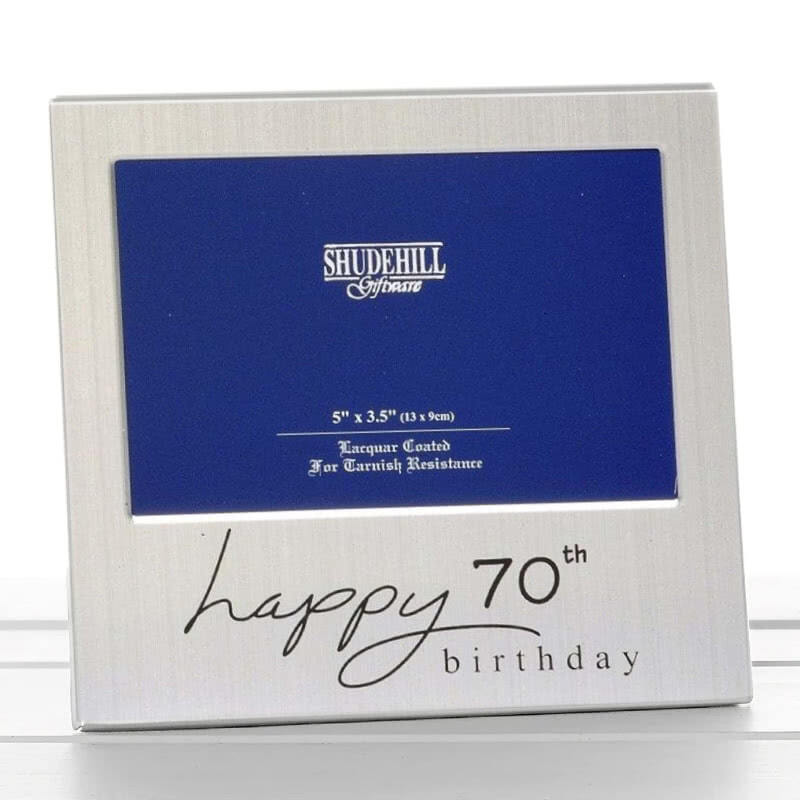 SHUDEHILL
Giftware
5" x 3.5" (13 x 9cm)
Lacquar Coated
For Tarnish Resistance
happy 70th
birthday